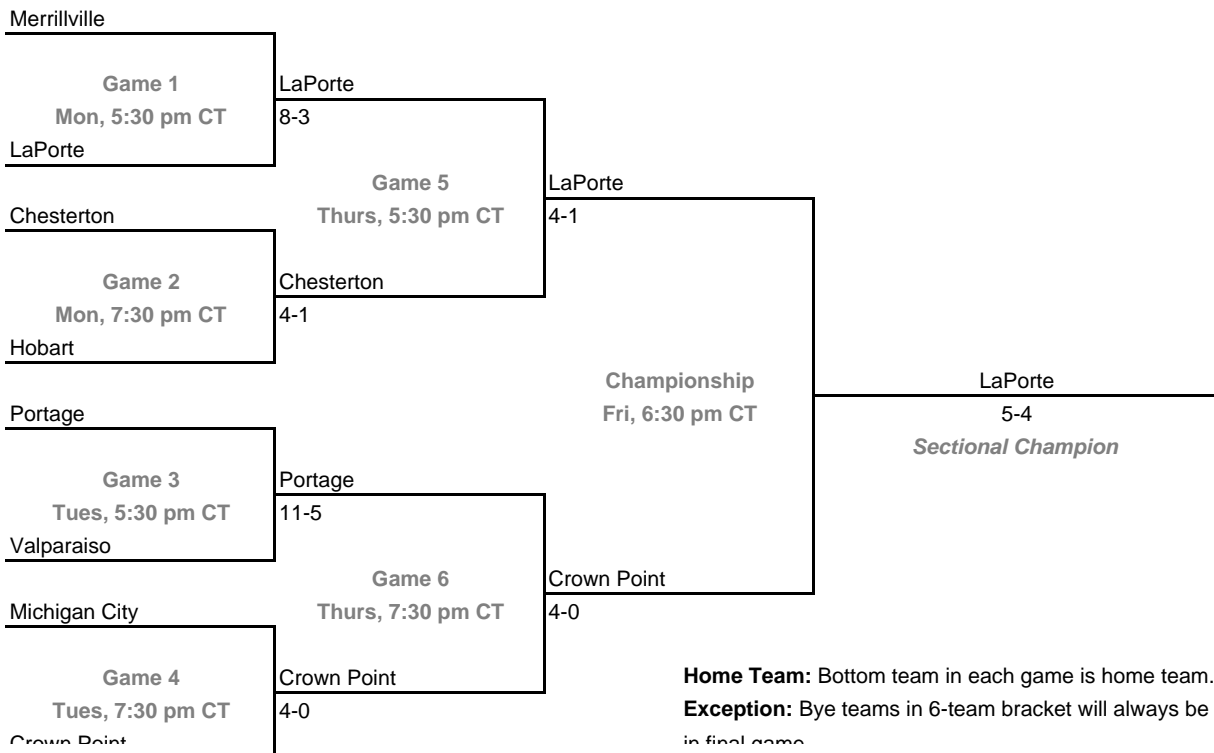 Merrillville
Game 1
Mon, 5:30 pm CT
LaPorte
LaPorte
8-3
Chesterton
Game 2
Mon, 7:30 pm CT
Hobart
Chesterton
4-1
Game 5
Thurs, 5:30 pm CT
LaPorte
4-1
Portage
Game 3
Tues, 5:30 pm CT
Valparaiso
Portage
11-5
Michigan City
Game 4
Tues, 7:30 pm CT
Crown Point
Crown Point
4-0
Game 6
Thurs, 7:30 pm CT
Crown Point
4-0
Championship
Fri, 6:30 pm CT
LaPorte
5-4
Sectional Champion
Home Team: Bottom team in each game is home team.
Exception: Bye teams in 6-team bracket will always be
in final game